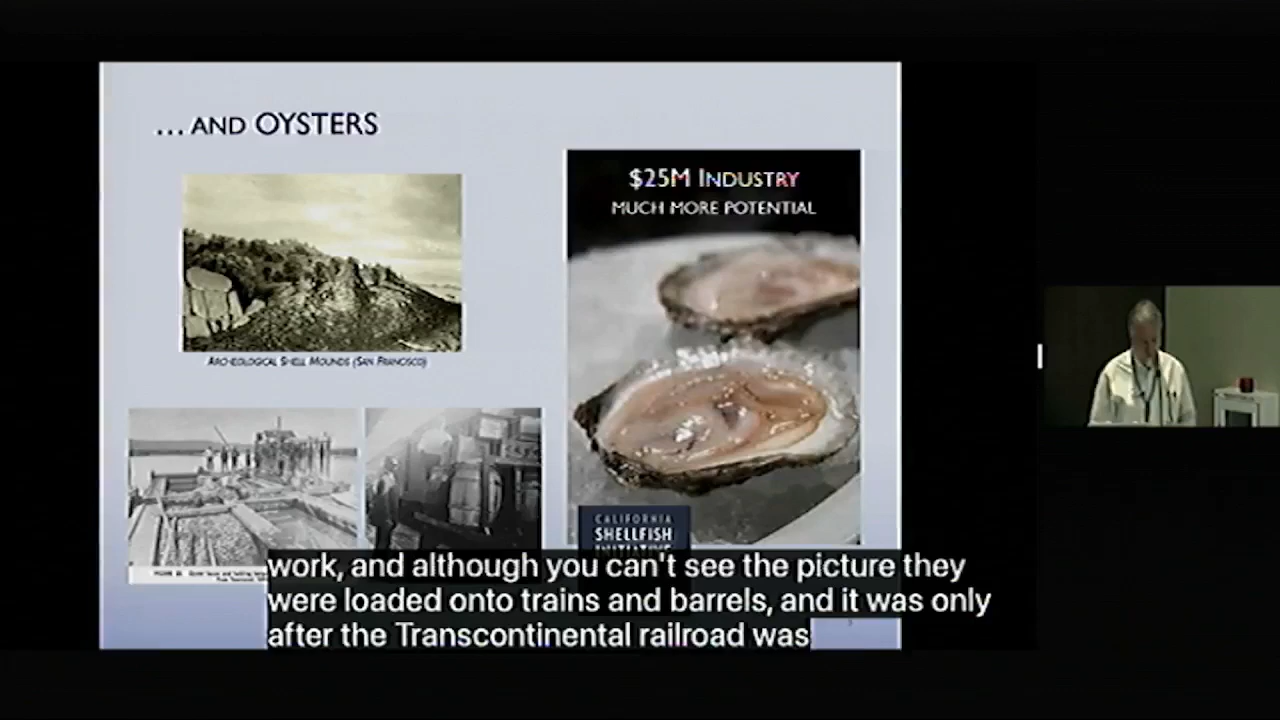 ... AND OYSTERS
$25M INDUSTRY
MUCH MORE POTENTIAL
ARCHEOLOGICAL SHELL MOUNDS (SAN FRANCISCO)
CALIFORNIA
SHELLFISH
INITIATIVE
work, and although you can't see the picture they
were loaded onto trains and barrels, and it was only
after the Transcontinental railroad was